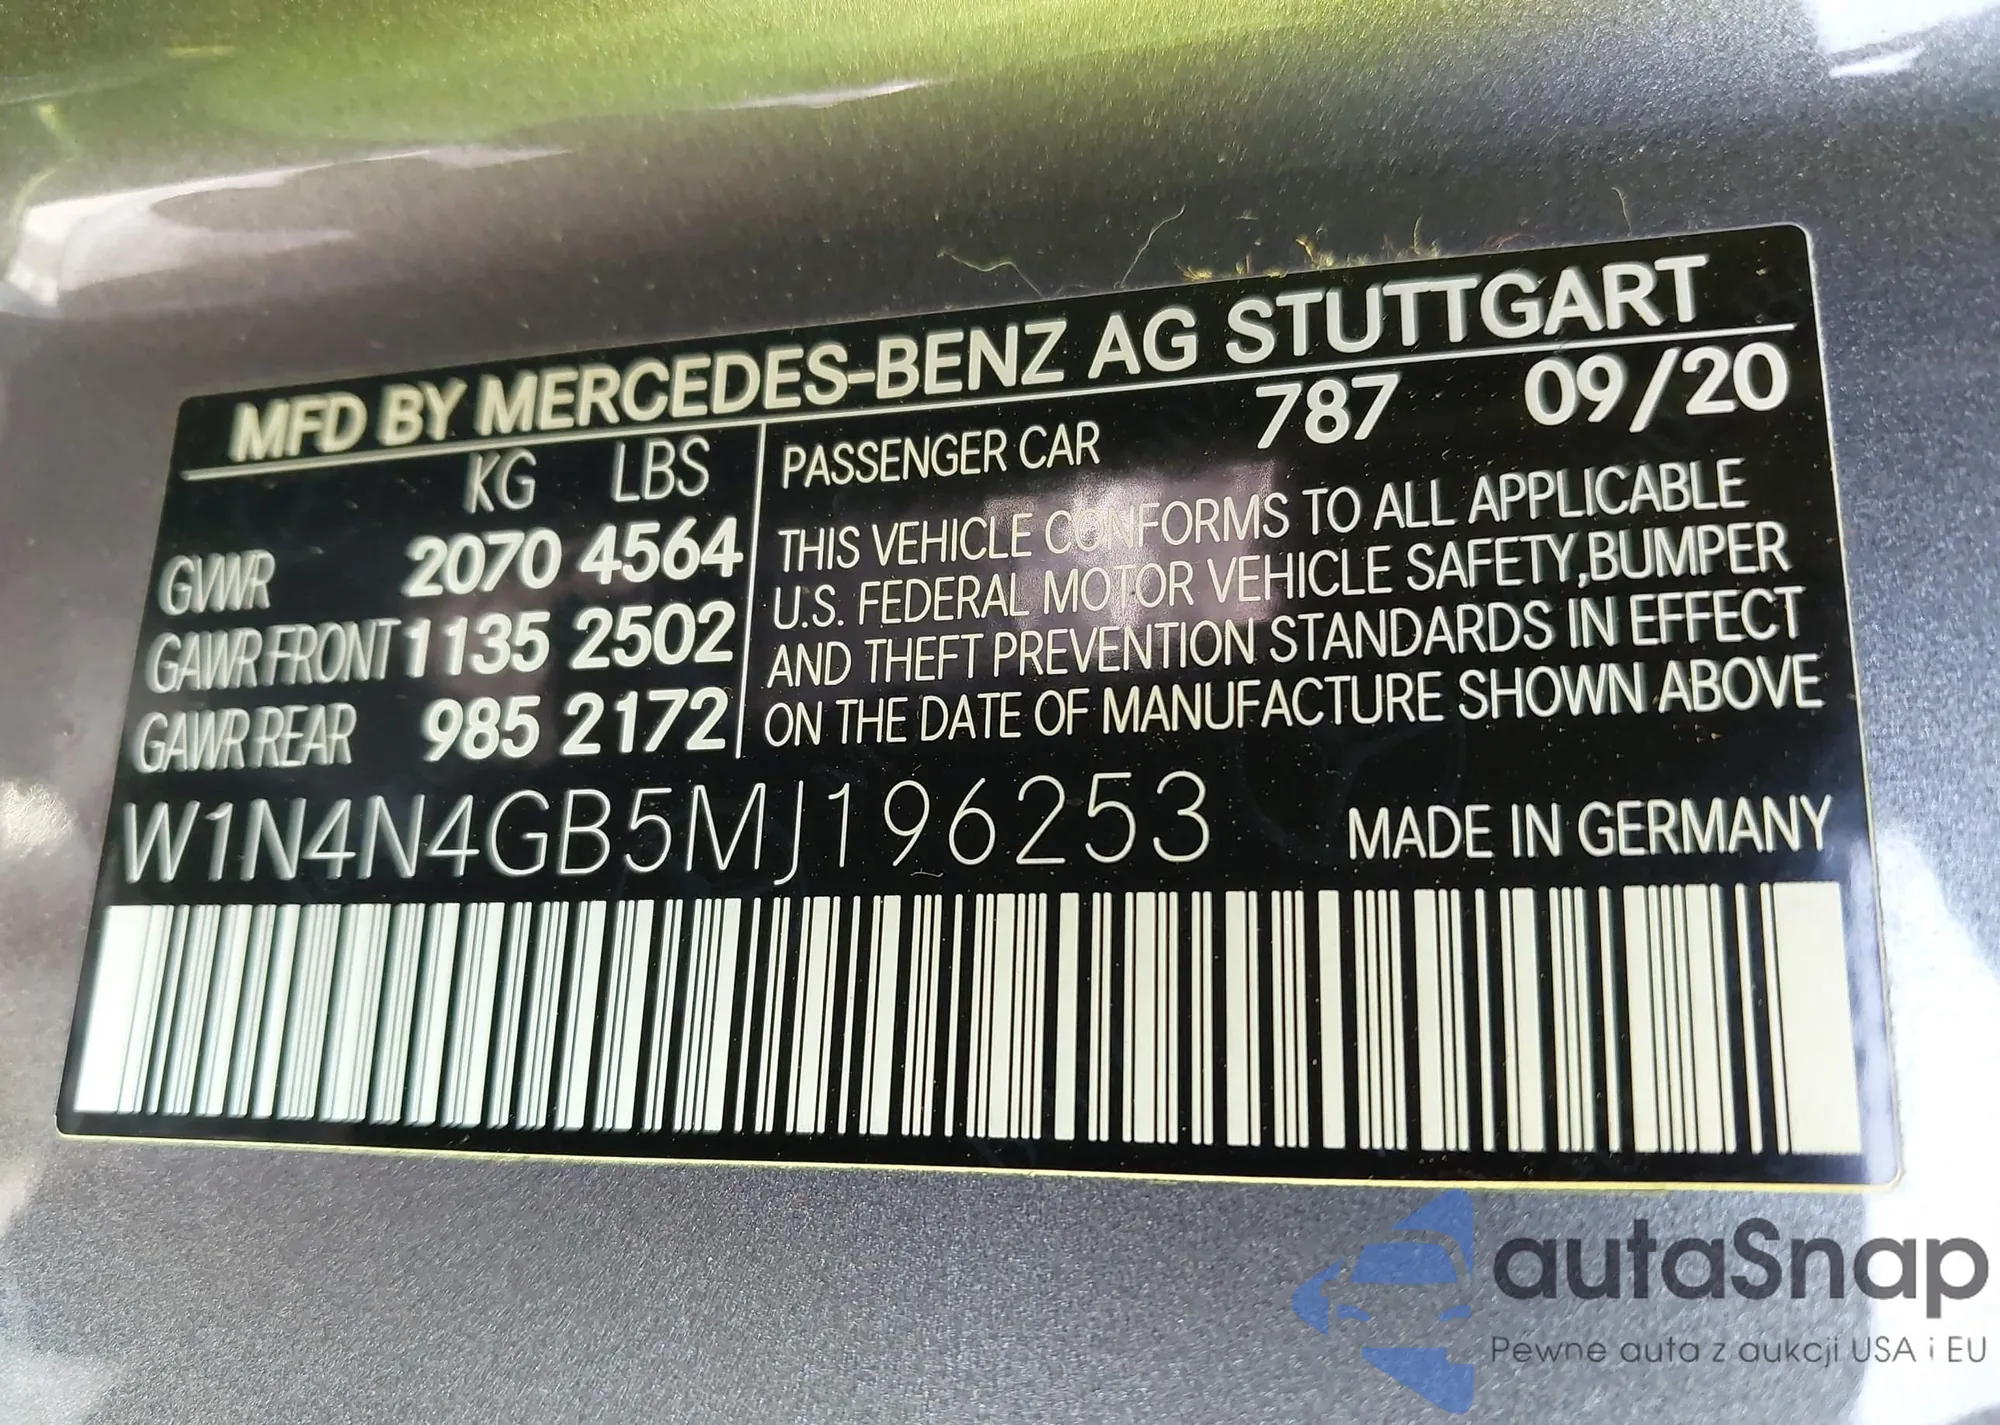 MFD BY MERCEDES-BENZ AG STUTTGART
KG LBS
GVWR 2070 4564
GAWR FRONT 1135 2502
GAWR REAR 985 2172
PASSENGER CAR 787 09/20
THIS VEHICLE CONFORMS TO ALL APPLICABLE
U.S. FEDERAL MOTOR VEHICLE SAFETY,BUMPER
AND THEFT PREVENTION STANDARDS IN EFFECT
ON THE DATE OF MANUFACTURE SHOWN ABOVE
W1N4N4GB5MJ196253
MADE IN GERMANY
autaSnap
Pewne auta z aukcji USA i EU